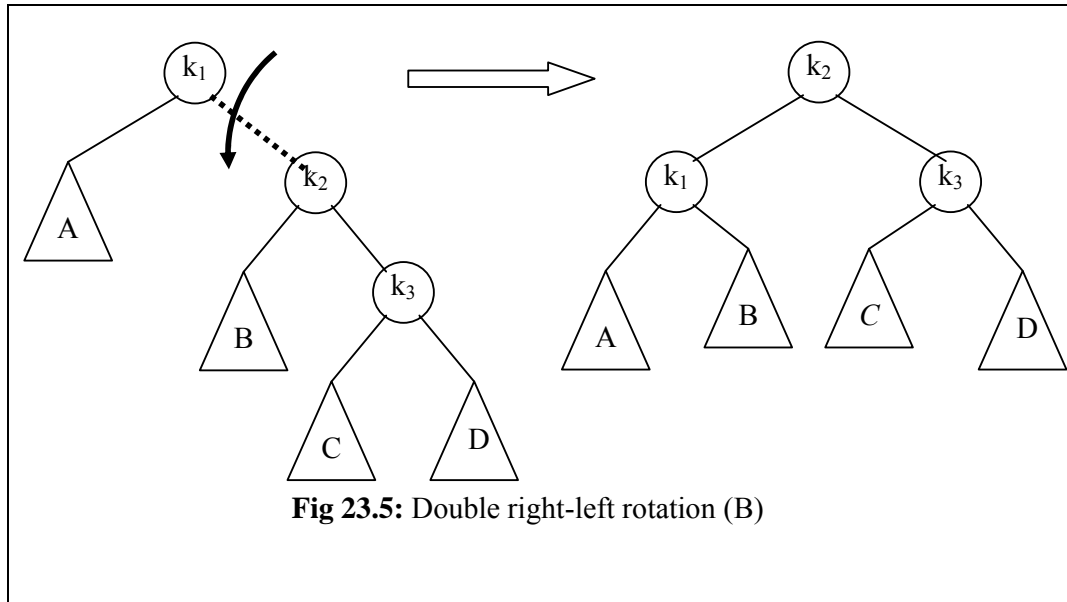 k₁ k₂
k₂ k₁ k₃
A
k₃
B A B C D
C D
Fig 23.5: Double right-left rotation (B)